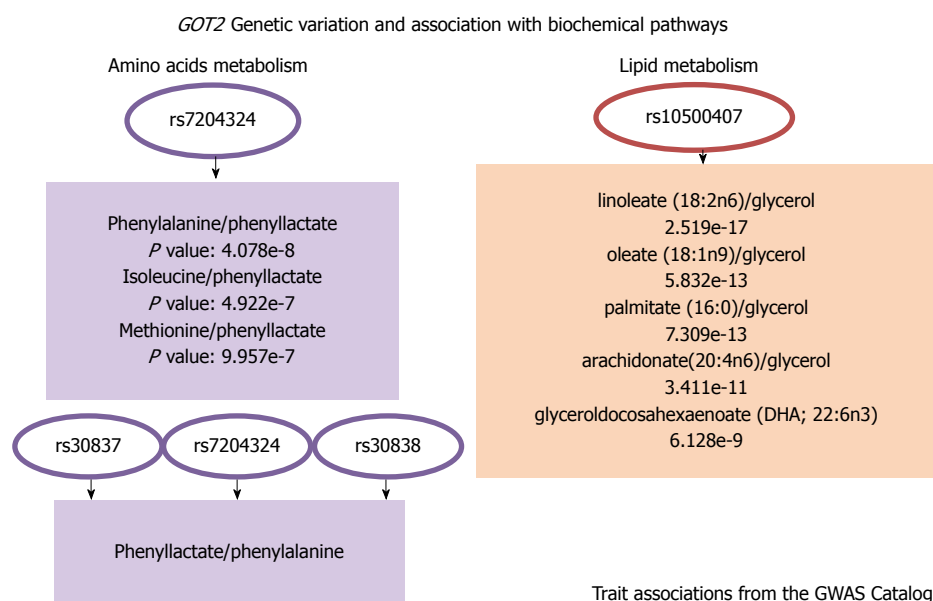 GOT2 Genetic variation and association with biochemical pathways
Amino acids metabolism
rs7204324
Phenylalanine/phenyllactate
P value: 4.078e-8
Isoleucine/phenyllactate
P value: 4.922e-7
Methionine/phenyllactate
P value: 9.957e-7
rs30837
rs7204324
rs30838
Phenyllactate/phenylalanine
Lipid metabolism
rs10500407
linoleate (18:2n6)/glycerol
2.519e-17
oleate (18:1n9)/glycerol
5.832e-13
palmitate (16:0)/glycerol
7.309e-13
arachidonate(20:4n6)/glycerol
3.411e-11
glyceroldocosahexaenoate (DHA; 22:6n3)
6.128e-9
Trait associations from the GWAS Catalog